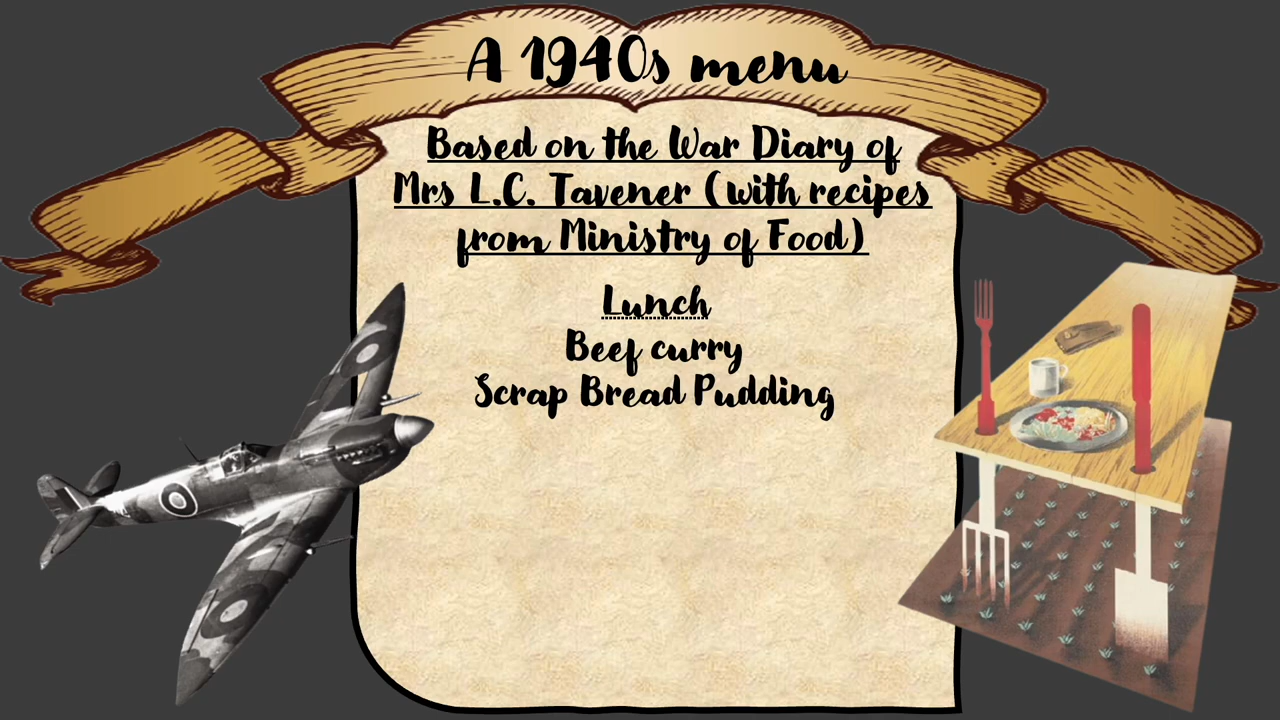 A 1940s menu
Based on the War Diary of
Mrs L.C. Tavener (with recipes
from Ministry of Food)
Lunch
Beef curry
Scrap Bread Pudding